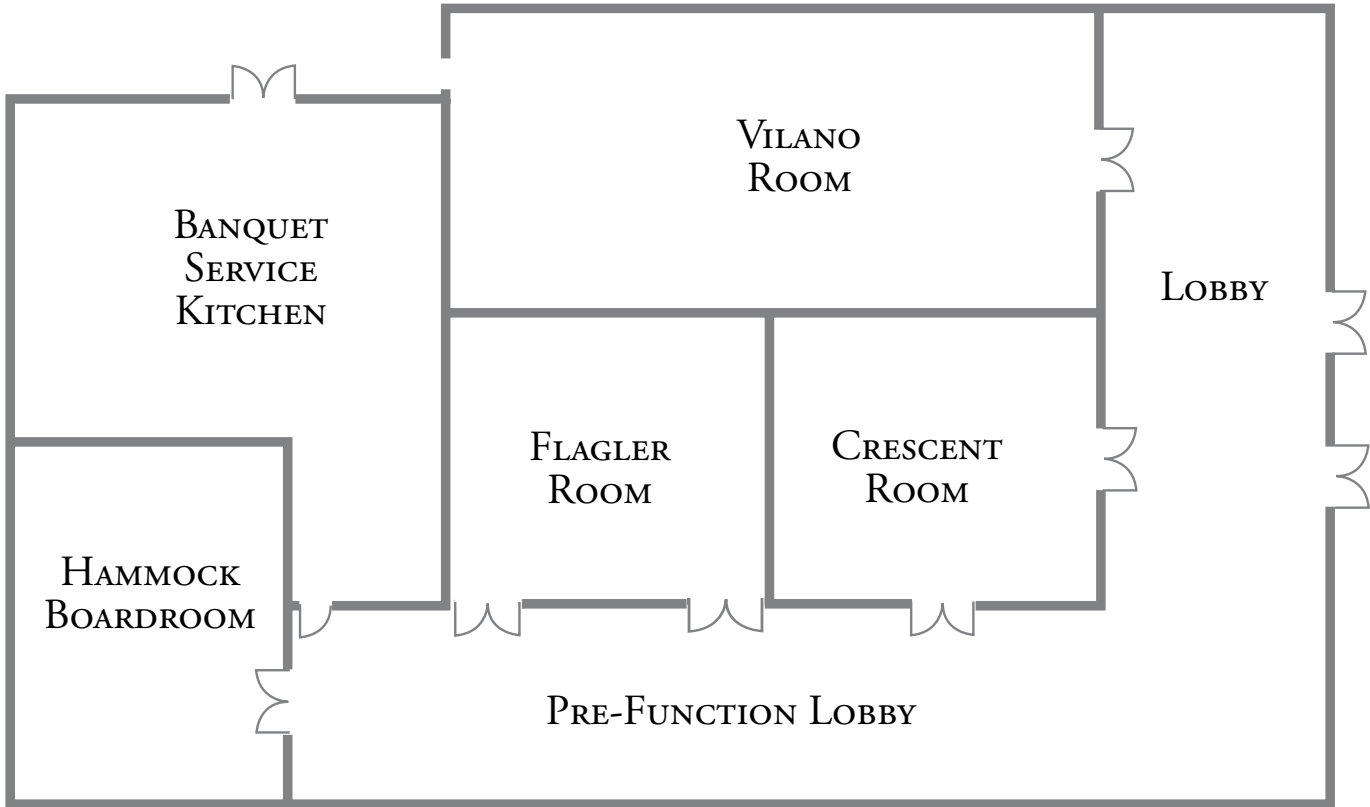 Vilano
Room
Banquet
Service
Kitchen
Lobby
Flagler
Room
Crescent
Room
Hammock
Boardroom
Pre-Function Lobby